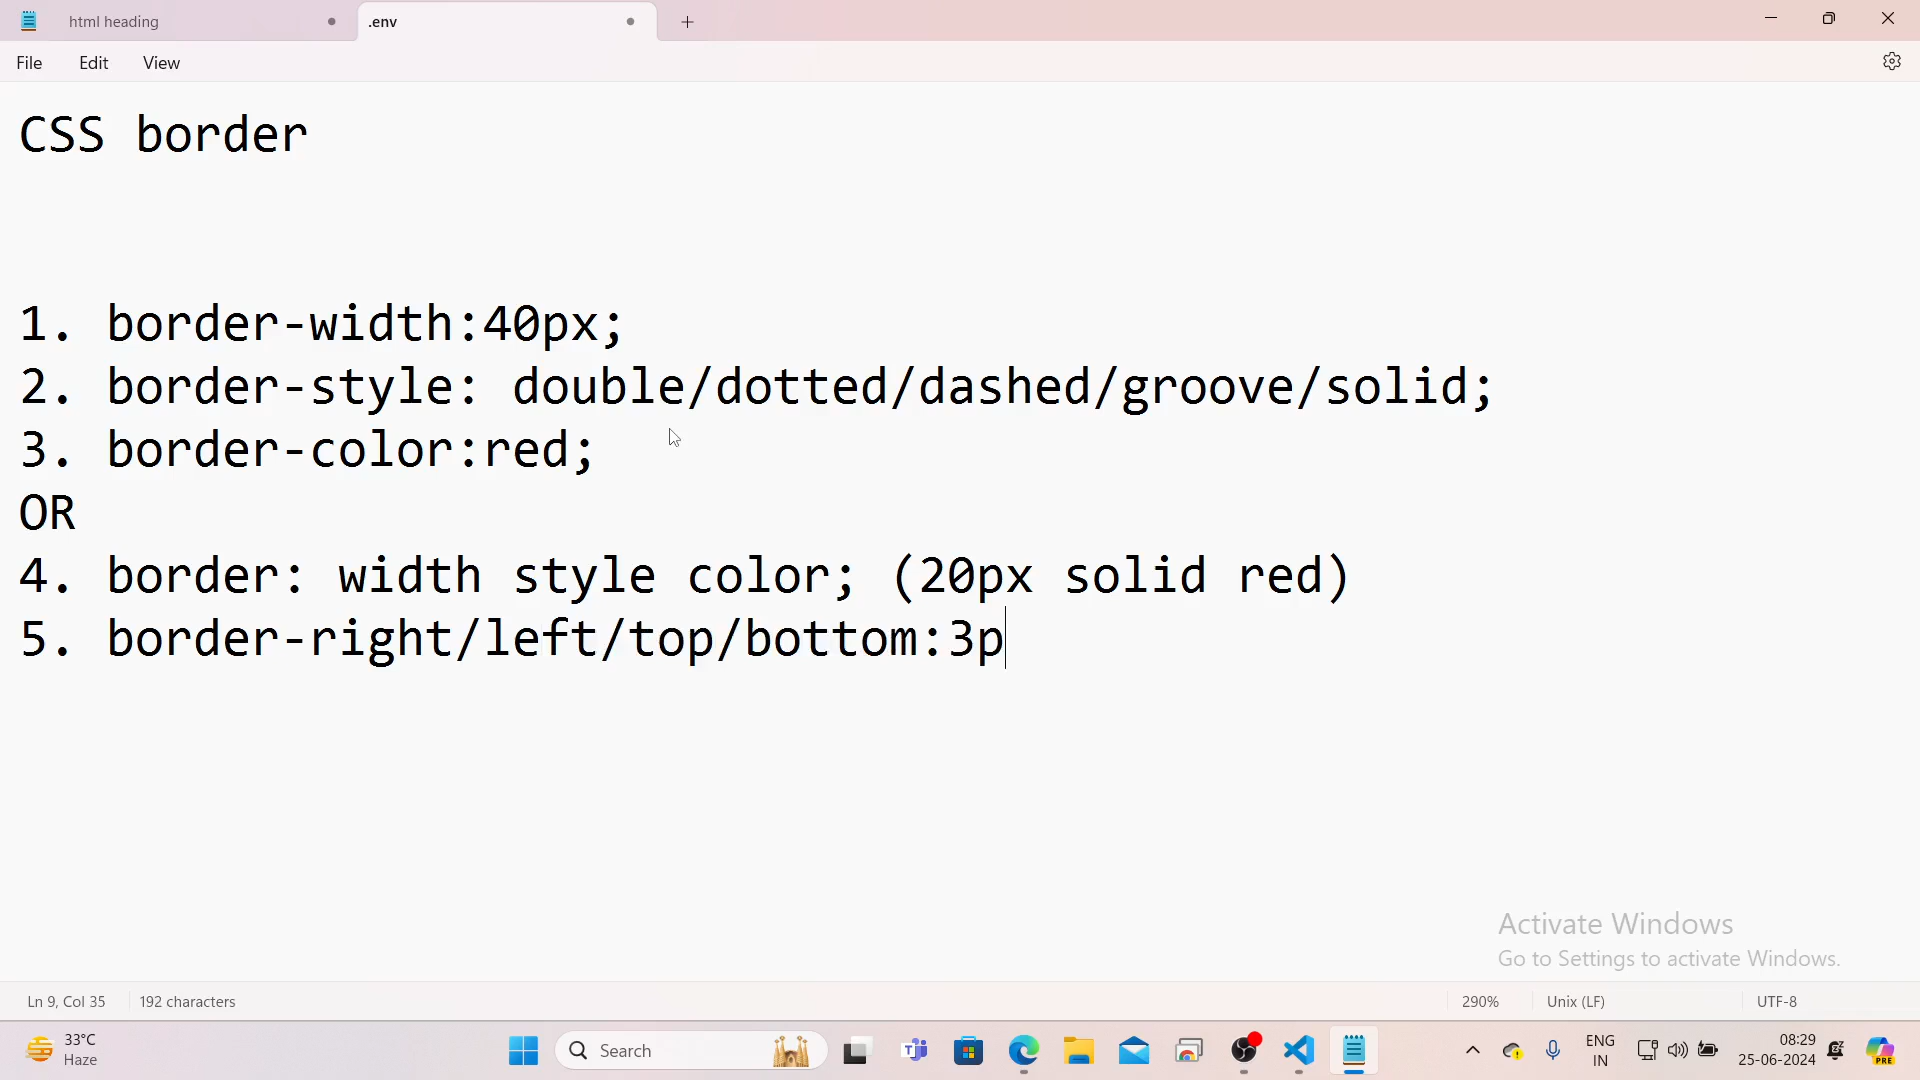 html heading
.env
File Edit View
CSS border
1. border-width:40px;
2. border-style: double/dotted/dashed/groove/solid;
3. border-color:red;
OR
4. border: width style color; (20px solid red)
5. border-right/left/top/bottom:3p
Activate Windows
Go to Settings to activate Windows.
Ln 9, Col 35 192 characters 290% Unix (LF) UTF-8
33°C
Haze
Search
ENG
IN
08:29
25-06-2024
PRE